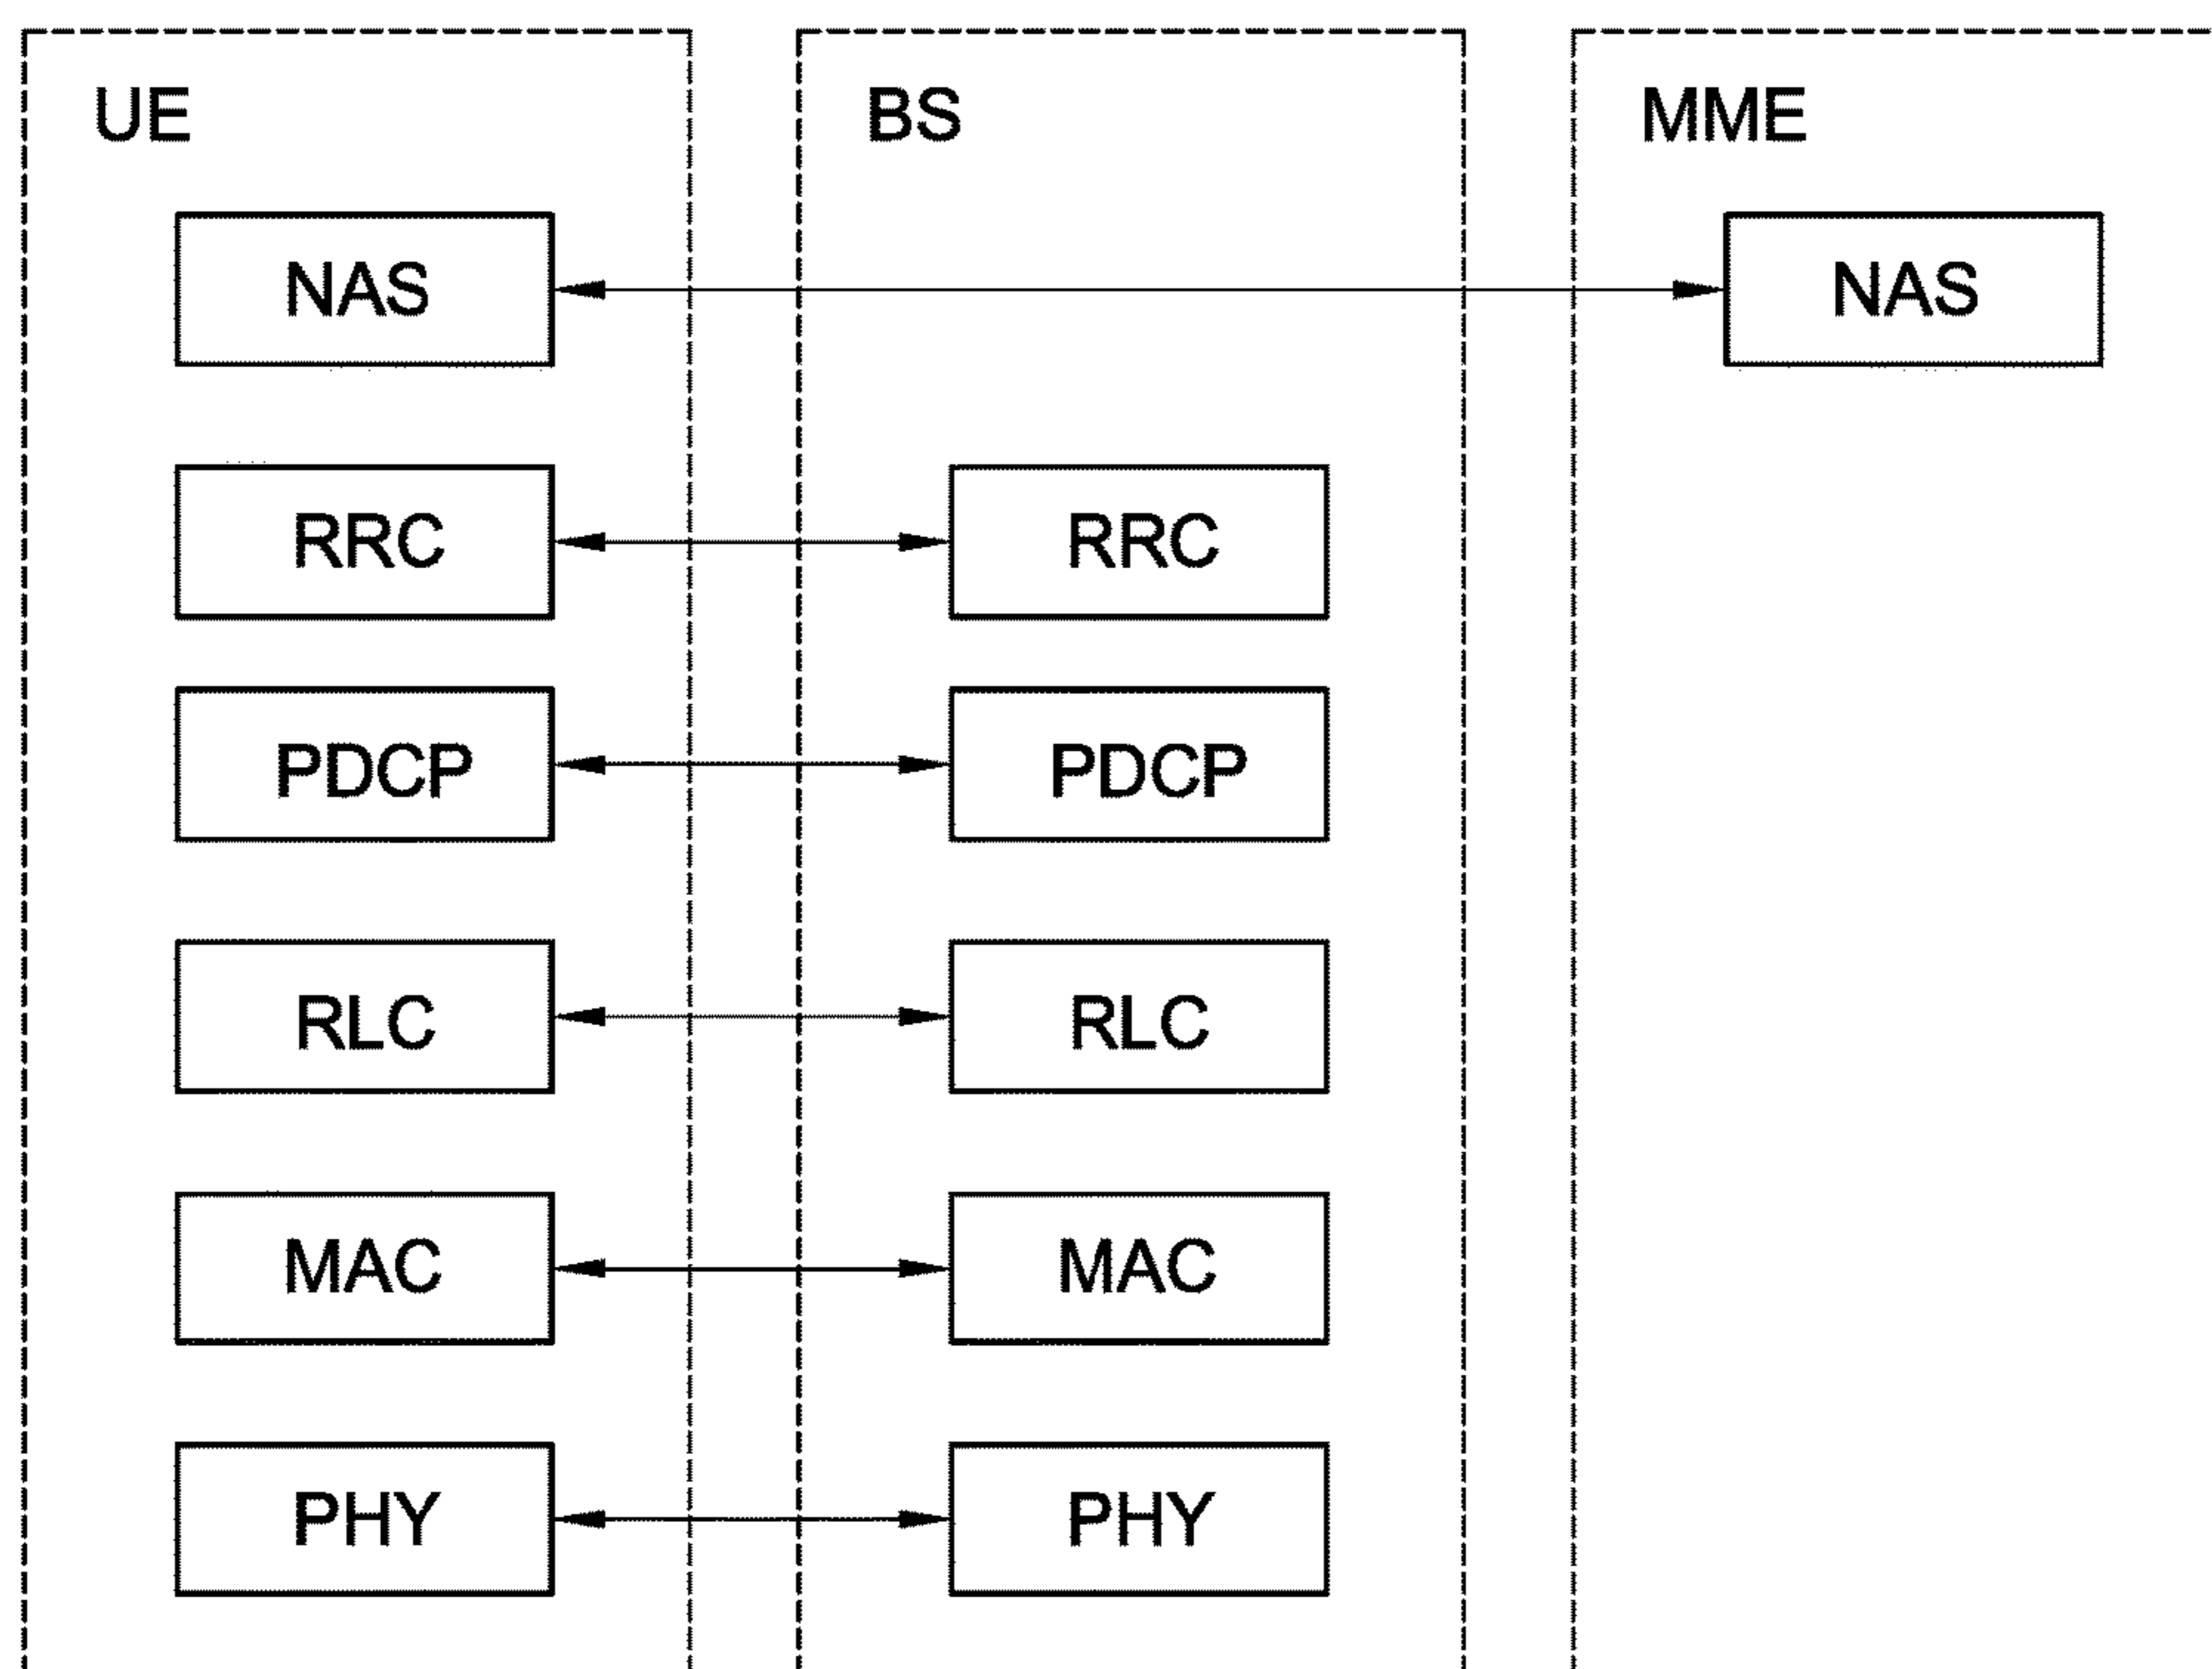 UE BS MME
NAS NAS
RRC RRC
PDCP PDCP
RLC RLC
MAC MAC
PHY PHY